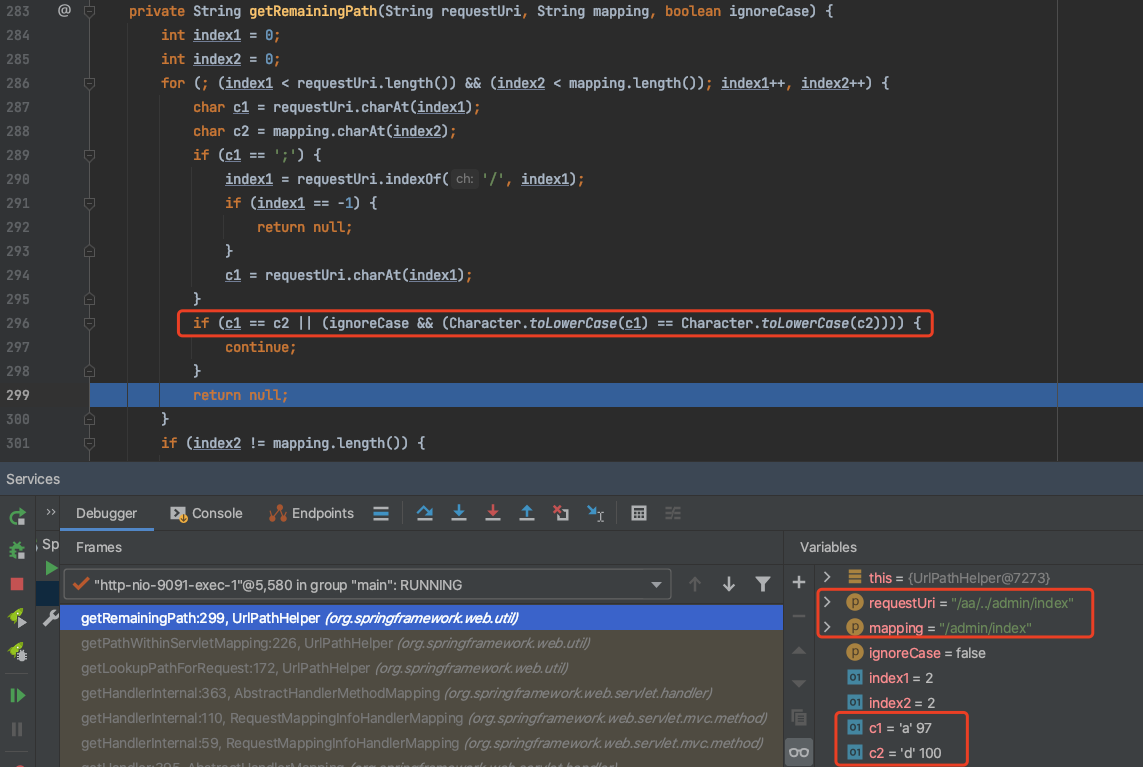 283 @ private String getRemainingPath(String requestUri, String mapping, boolean ignoreCase) {
284 int index1 = 0;
285 int index2 = 0;
286 for (; (index1 < requestUri.length()) && (index2 < mapping.length()); index1++, index2++) {
287 char c1 = requestUri.charAt(index1);
288 char c2 = mapping.charAt(index2);
289 if (c1 == ';') {
290 index1 = requestUri.indexOf( ch: '/', index1);
291 if (index1 == -1) {
292 return null;
293 }
294 c1 = requestUri.charAt(index1);
295 }
296 if (c1 == c2 || (ignoreCase && (Character.toLowerCase(c1) == Character.toLowerCase(c2)))) {
297 continue;
298 }
299 return null;
300 }
301 if (index2 != mapping.length()) {
Services
Debugger Console Endpoints
Sp
Frames
"http-nio-9091-exec-1"@5,580 in group "main": RUNNING
getRemainingPath:299, UrlPathHelper (org.springframework.web.util)
getPathWithinServletMapping:226, UrlPathHelper (org.springframework.web.util)
getLookupPathForRequest:172, UrlPathHelper (org.springframework.web.util)
getHandlerInternal:363, AbstractHandlerMethodMapping (org.springframework.web.servlet.handler)
getHandlerInternal:110, RequestMappingInfoHandlerMapping (org.springframework.web.servlet.mvc.method)
getHandlerInternal:59, RequestMappingInfoHandlerMapping (org.springframework.web.servlet.mvc.method)
Variables
this = {UrlPathHelper@7273}
requestUri = "/aa/../admin/index"
mapping = "/admin/index"
ignoreCase = false
index1 = 2
index2 = 2
c1 = 'a' 97
c2 = 'd' 100